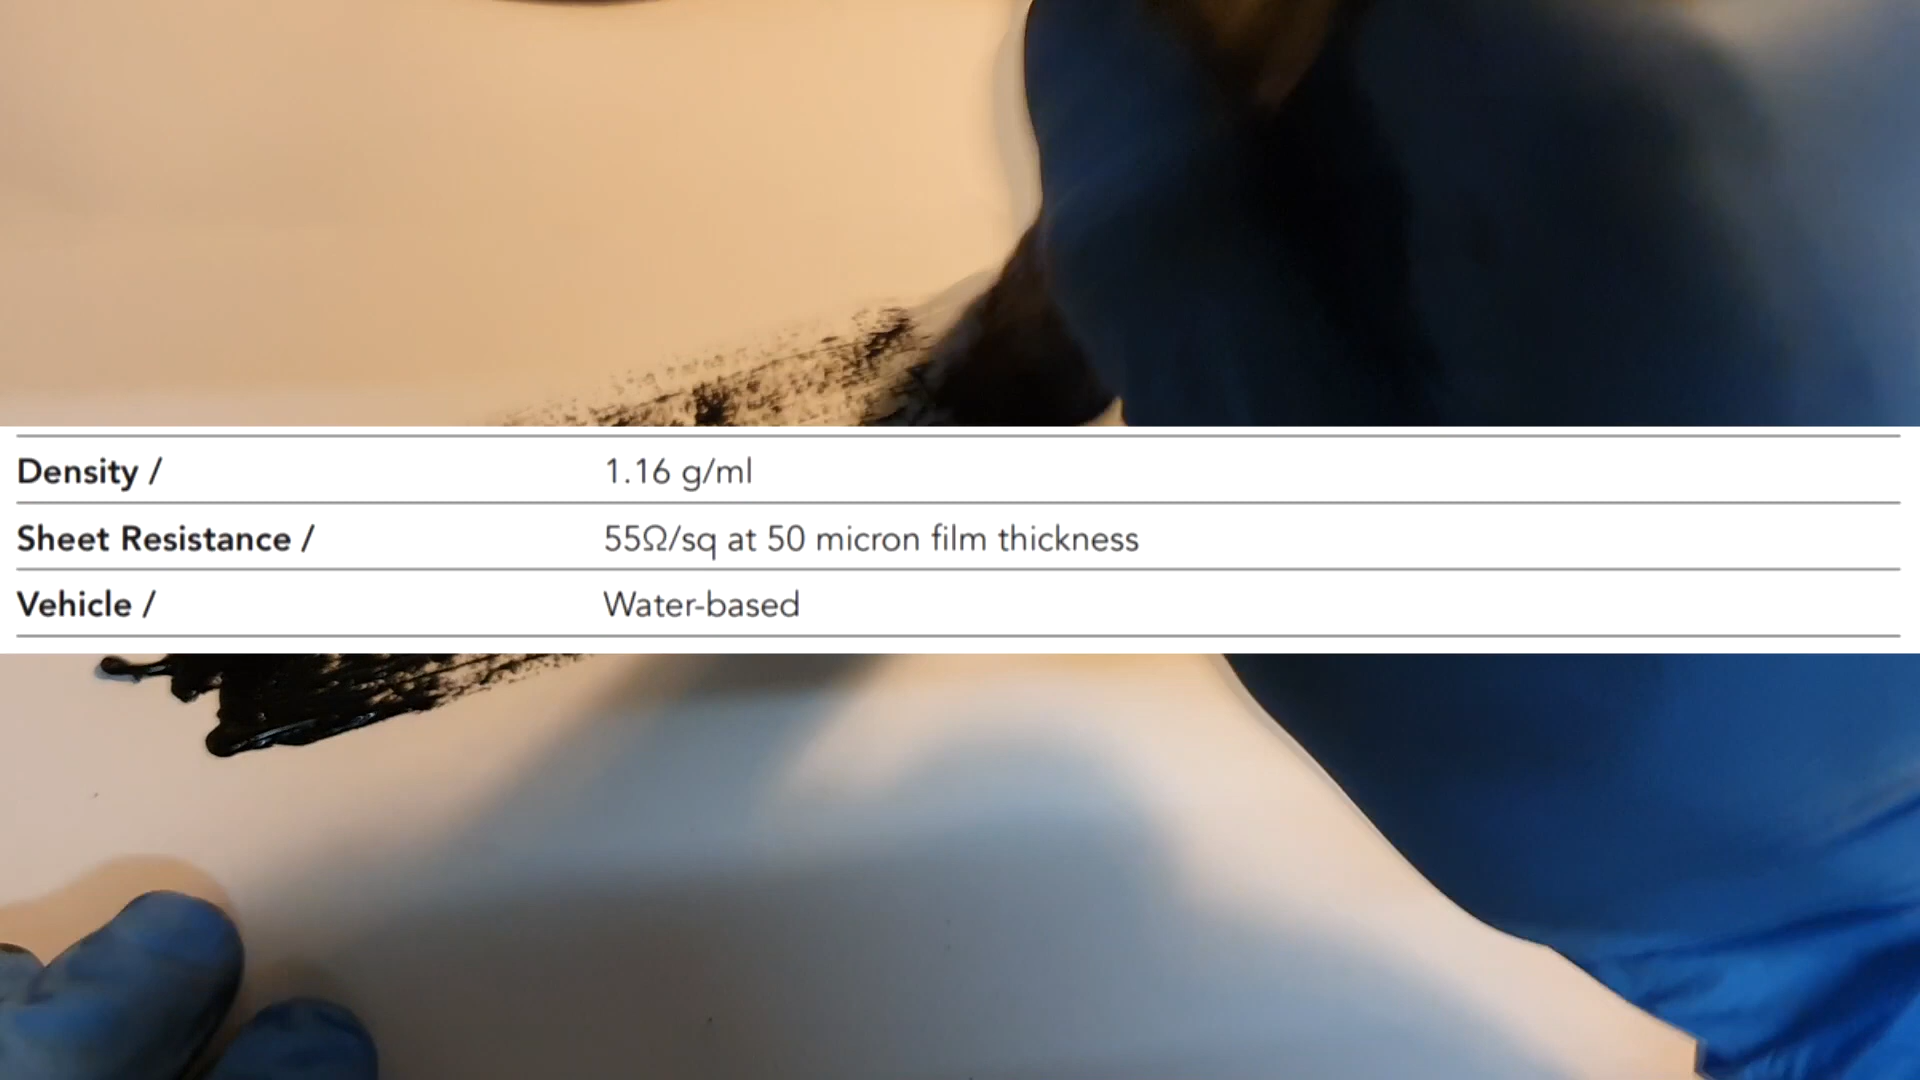 Density / 1.16 g/ml
Sheet Resistance / 55Ω/sq at 50 micron film thickness
Vehicle / Water-based